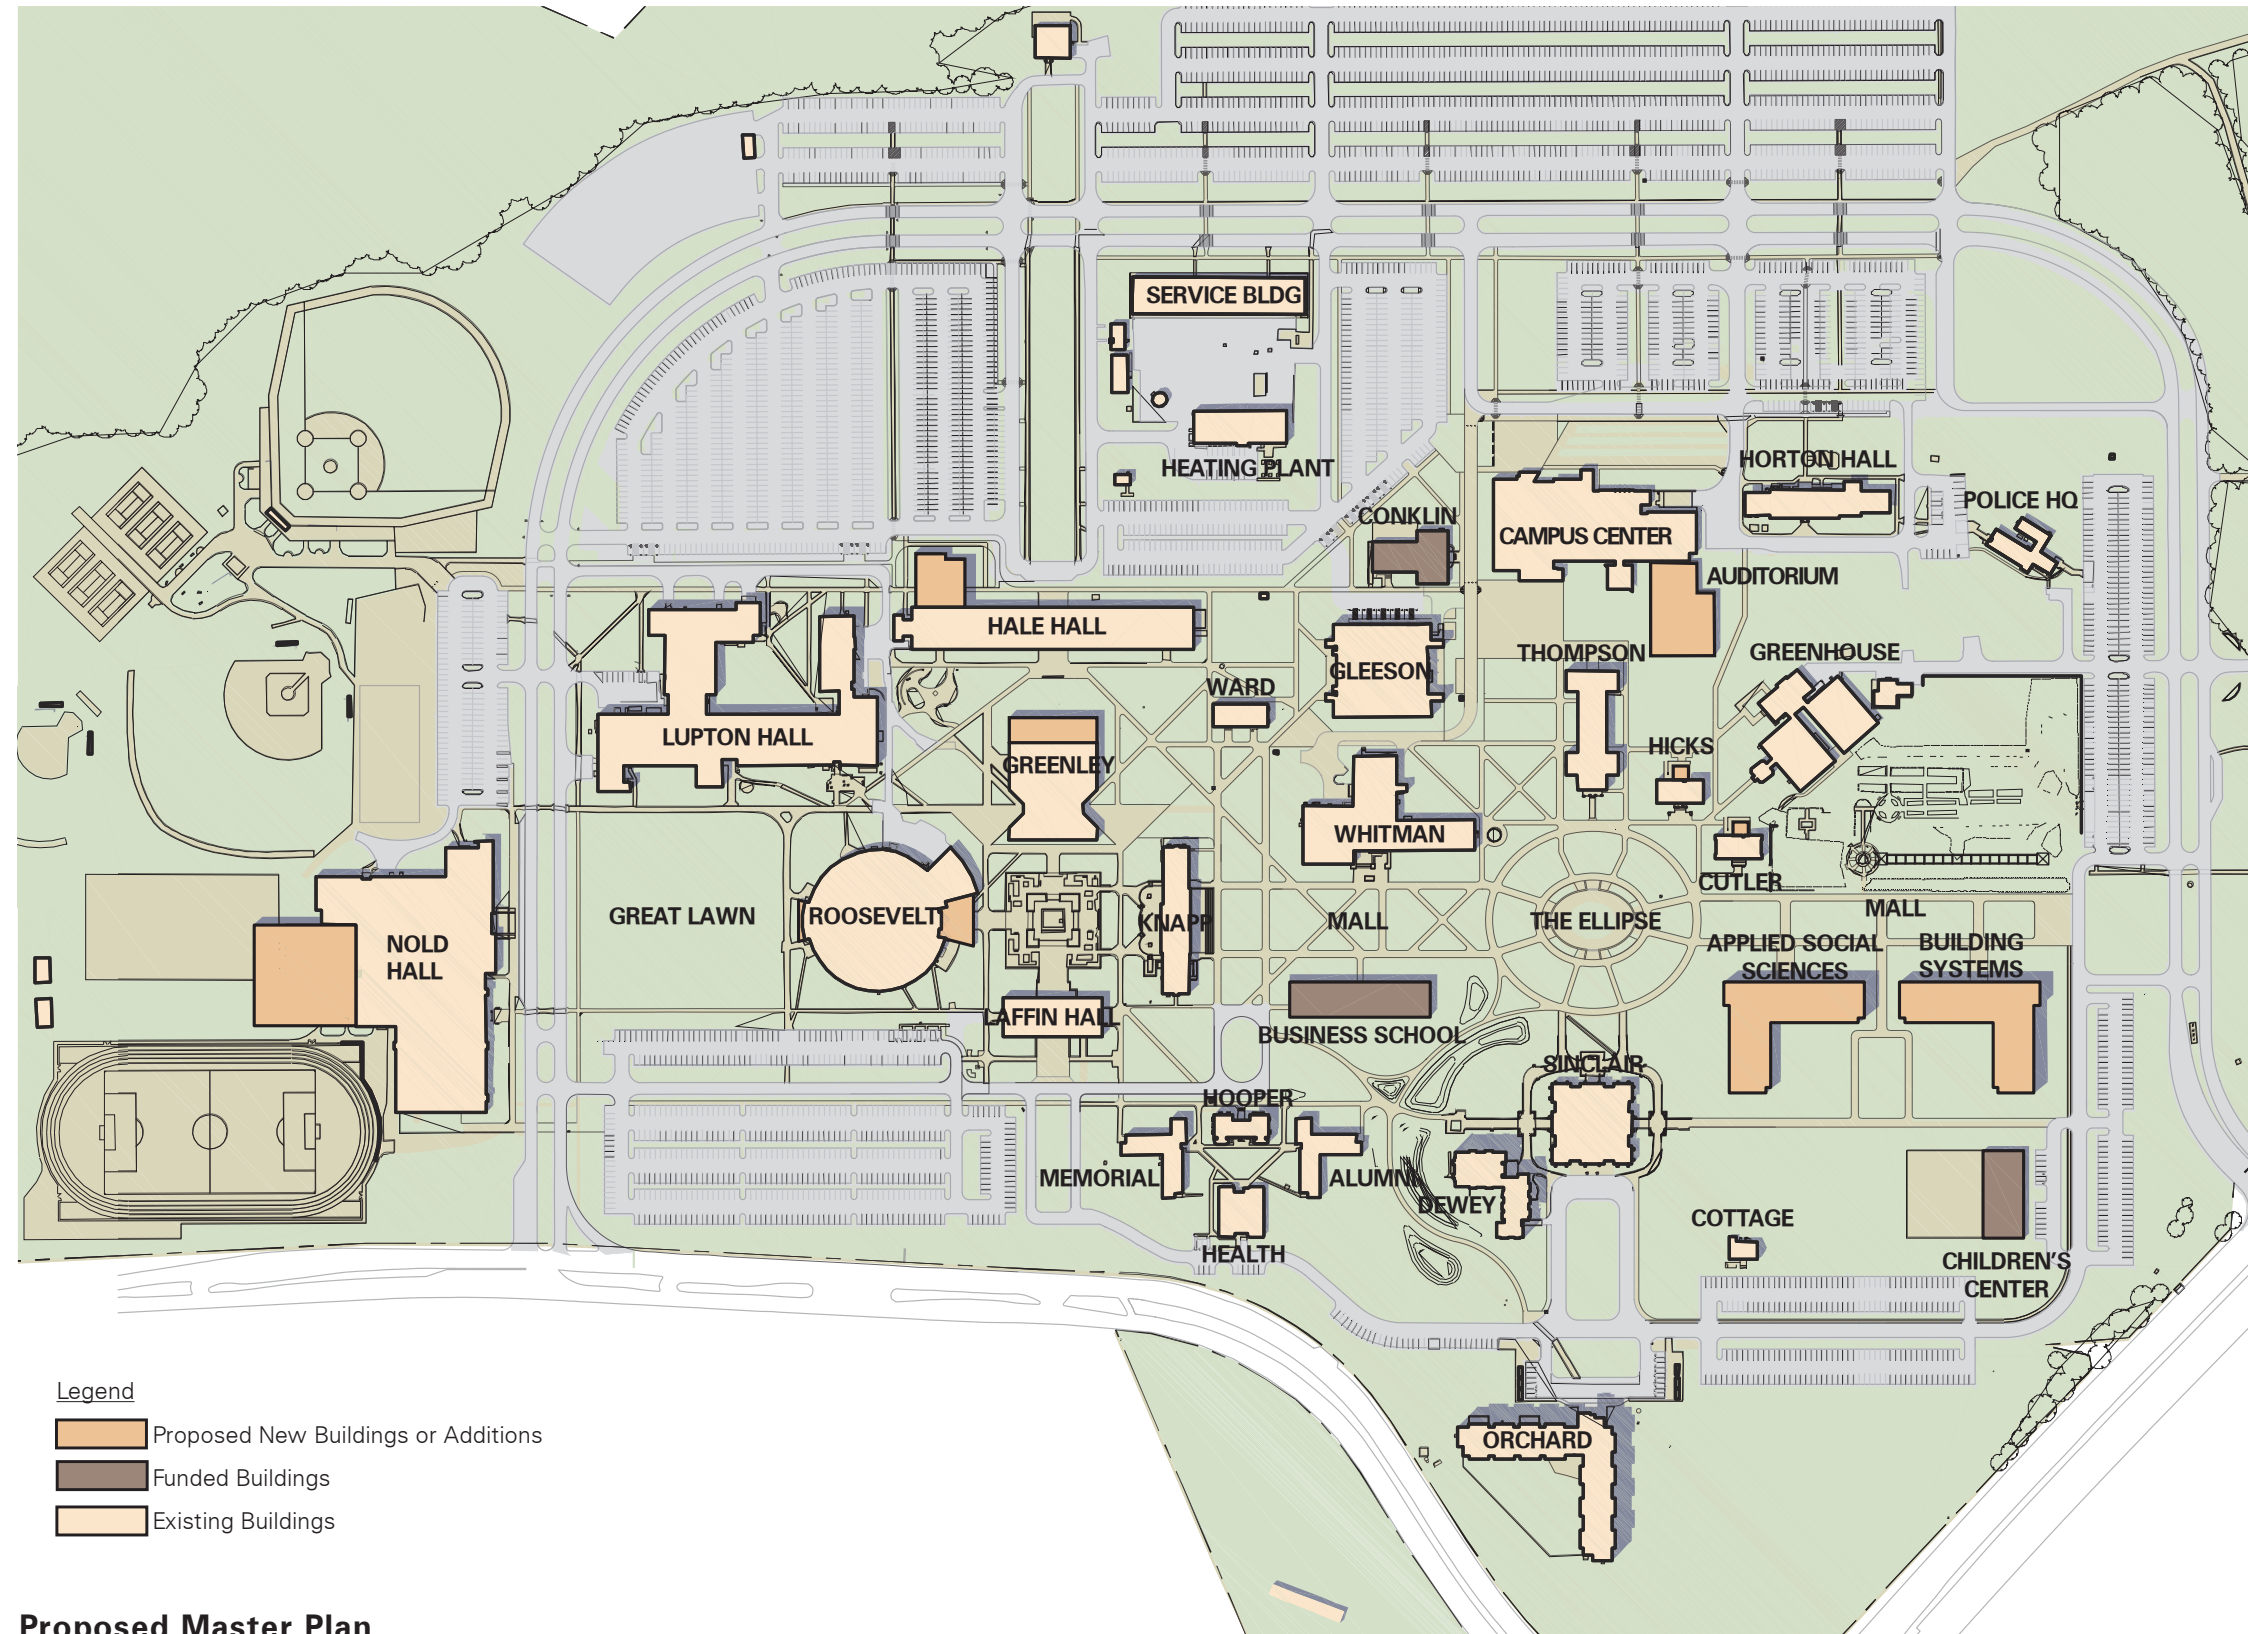 SERVICE BLDG
HEATING PLANT
HORTON HALL
POLICE HQ
CONKLIN
CAMPUS CENTER
AUDITORIUM
HALE HALL
THOMPSON
GREENHOUSE
GLEESON
WARD
LUPTON HALL
HICKS
GREENLEY
WHITMAN
CUTLER
GREAT LAWN
ROOSEVELT
KNAPP
MALL
THE ELLIPSE
MALL
NOLD
HALL
APPLIED SOCIAL
SCIENCES
BUILDING
SYSTEMS
LAFFIN HALL
BUSINESS SCHOOL
SINCLAIR
HOOPER
MEMORIAL
ALUMNI
DEWEY
COTTAGE
HEALTH
CHILDREN'S
CENTER
ORCHARD
Legend
Proposed New Buildings or Additions
Funded Buildings
Existing Buildings
Proposed Master Plan